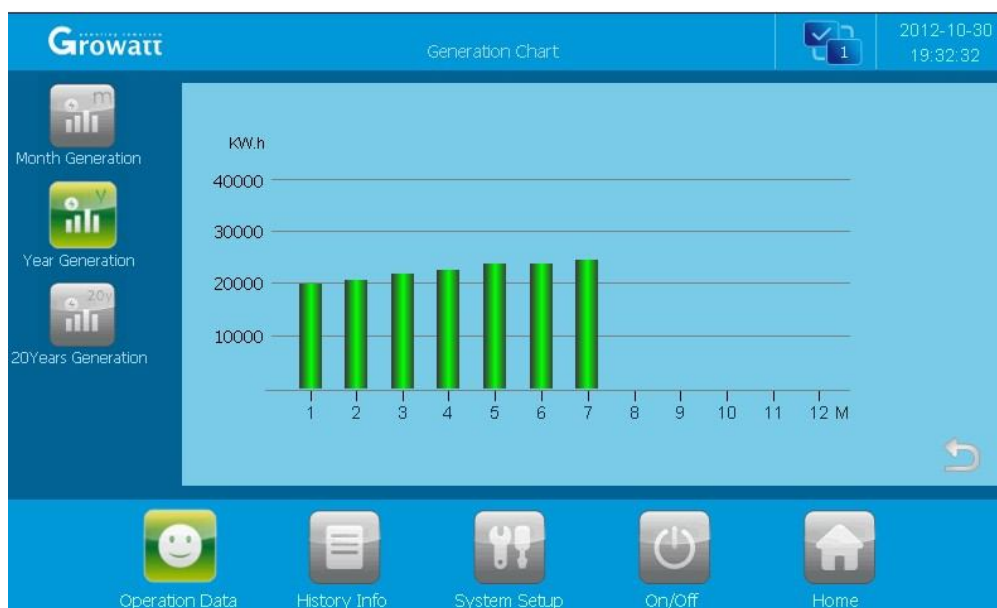 Growatt
Generation Chart
1
2012-10-30
19:32:32
m
Month Generation
y
Year Generation
20y
20Years Generation
KW.h
40000
30000
20000
10000
1 2 3 4 5 6 7 8 9 10 11 12 M
Operation Data
History Info
System Setup
On/Off
Home